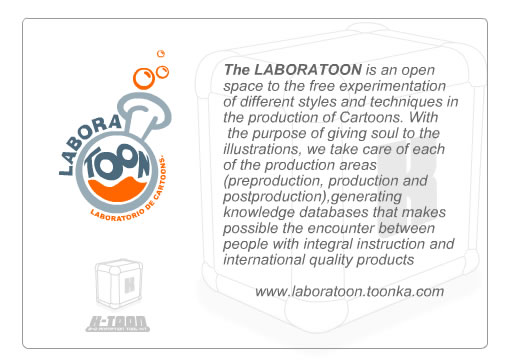 LABORA
TOON
LABORATORIO DE CARTOONS.
The LABORATOON is an open
space to the free experimentation
of different styles and techniques in
the production of Cartoons. With
the purpose of giving soul to the
illustrations, we take care of each
of the production areas
(preproduction, production and
postproduction),generating
knowledge databases that makes
possible the encounter between
people with integral instruction and
international quality products
www.laboratoon.toonka.com
K
K
K-TOON